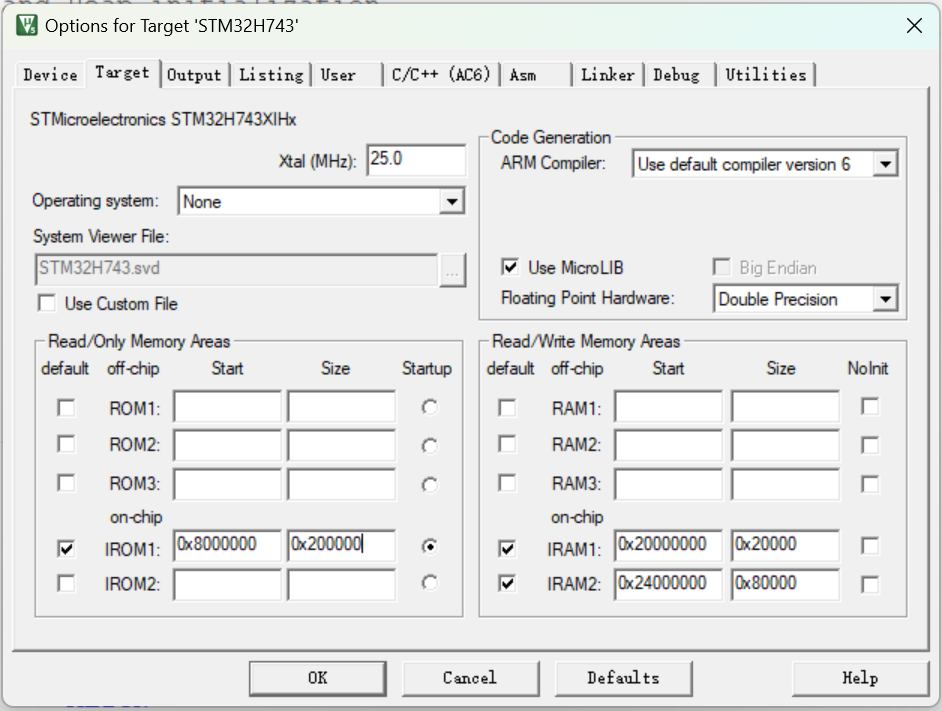 Options for Target 'STM32H743'
Device Target Output Listing User C/C++ (AC6) Asm Linker Debug Utilities
STMicroelectronics STM32H743XIHx
Xtal (MHz): 25.0
Operating system: None
System Viewer File:
STM32H743.svd ...
Use Custom File
Code Generation
ARM Compiler: Use default compiler version 6
Use MicroLIB Big Endian
Floating Point Hardware: Double Precision
Read/Only Memory Areas
default off-chip Start Size Startup
ROM1:
ROM2:
ROM3:
on-chip
IROM1: 0x8000000 0x200000
IROM2:
Read/Write Memory Areas
default off-chip Start Size NoInit
RAM1:
RAM2:
RAM3:
on-chip
IRAM1: 0x20000000 0x20000
IRAM2: 0x24000000 0x80000
OK Cancel Defaults Help